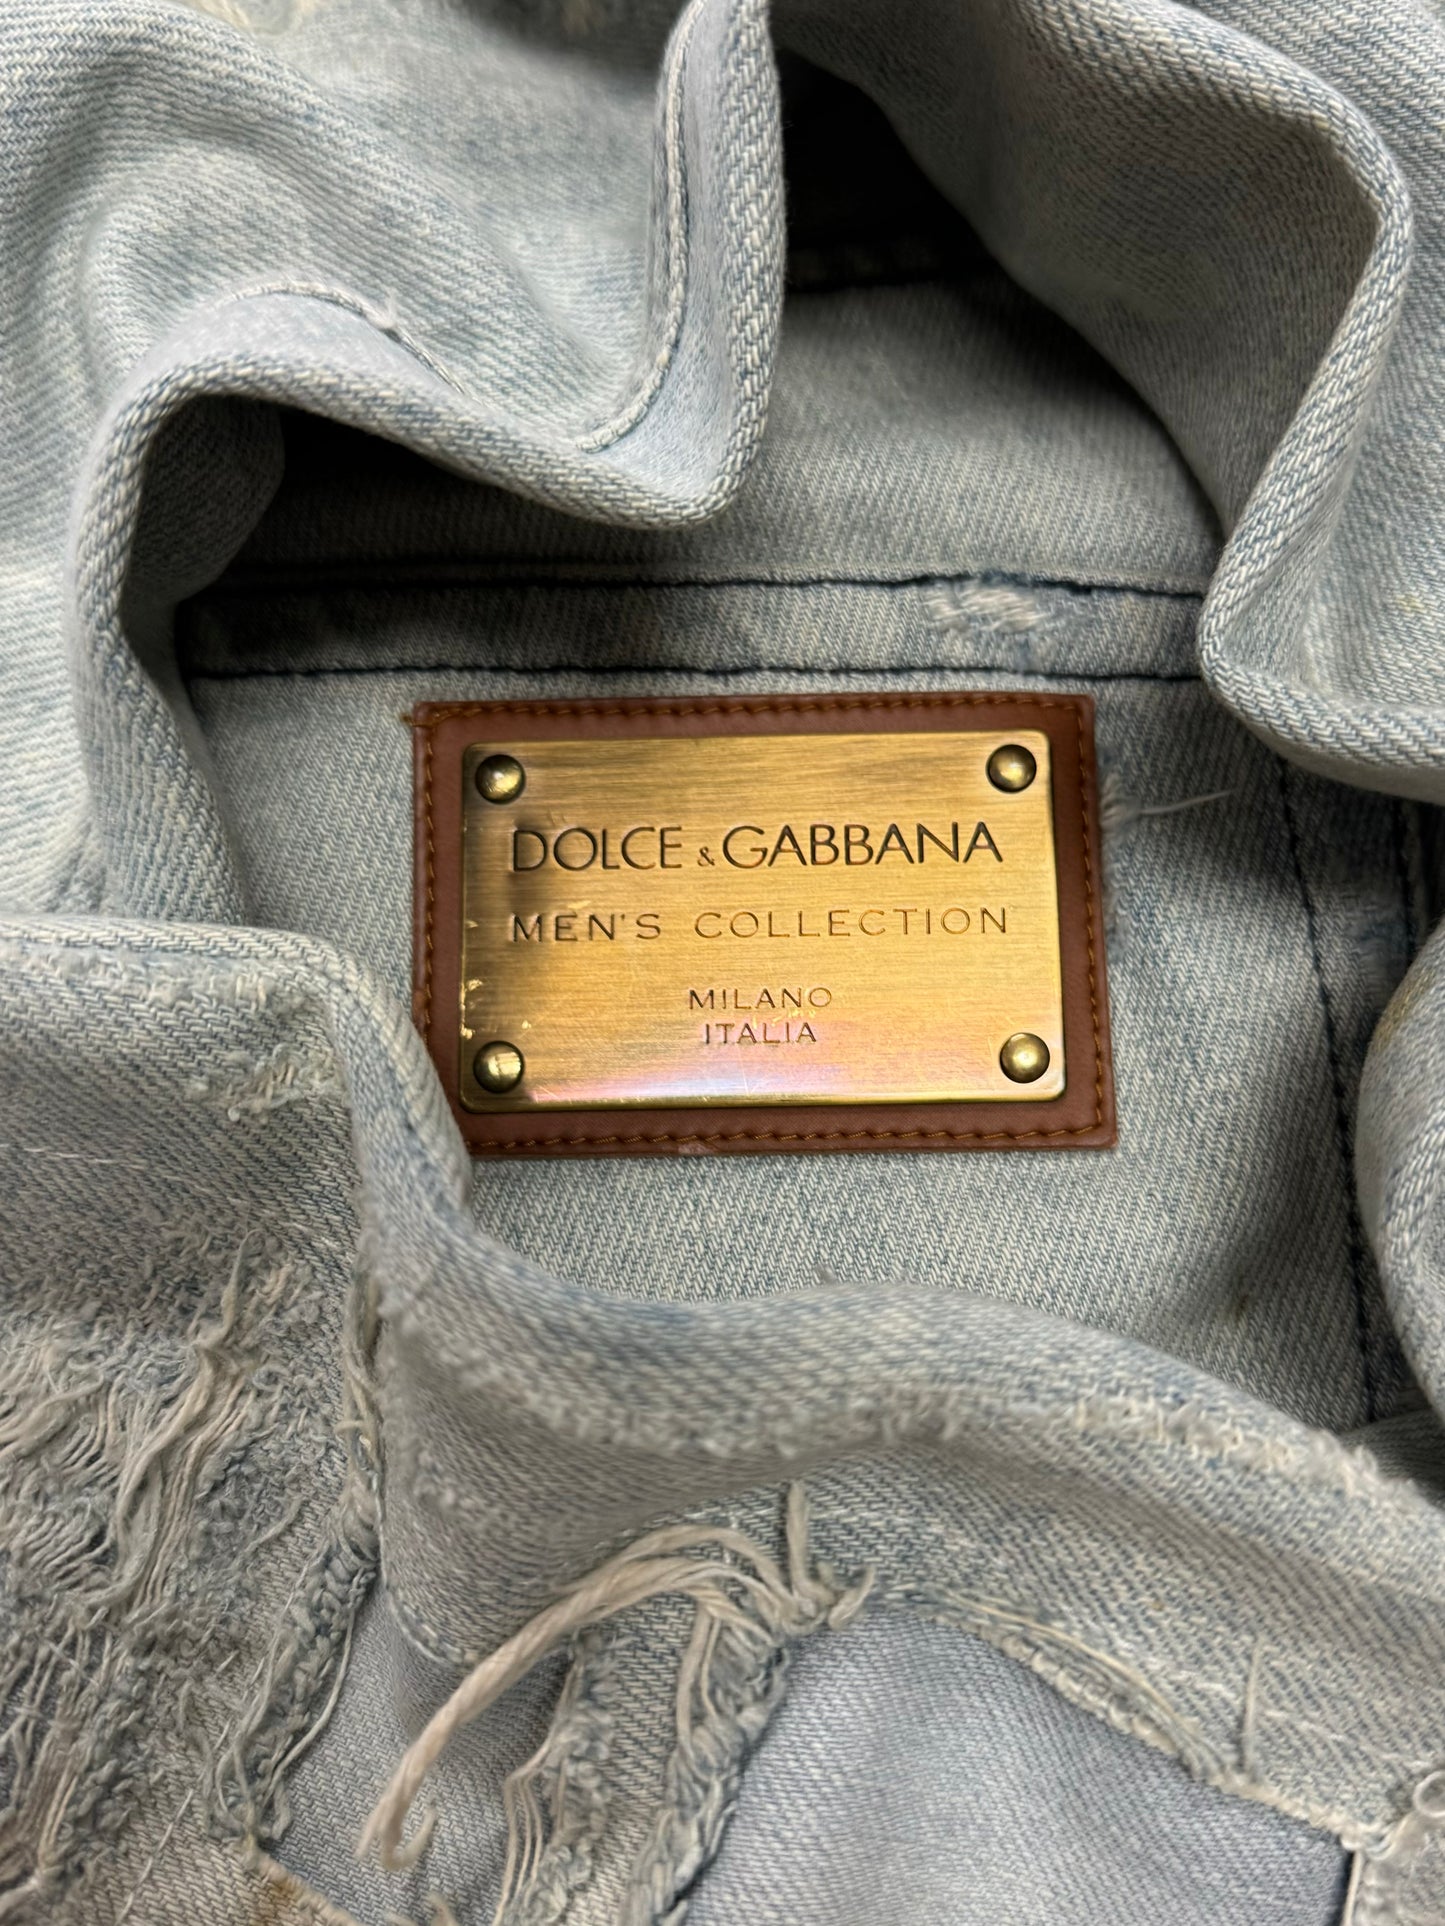 DOLCE & GABBANA
MEN'S COLLECTION
MILANO
ITALIA